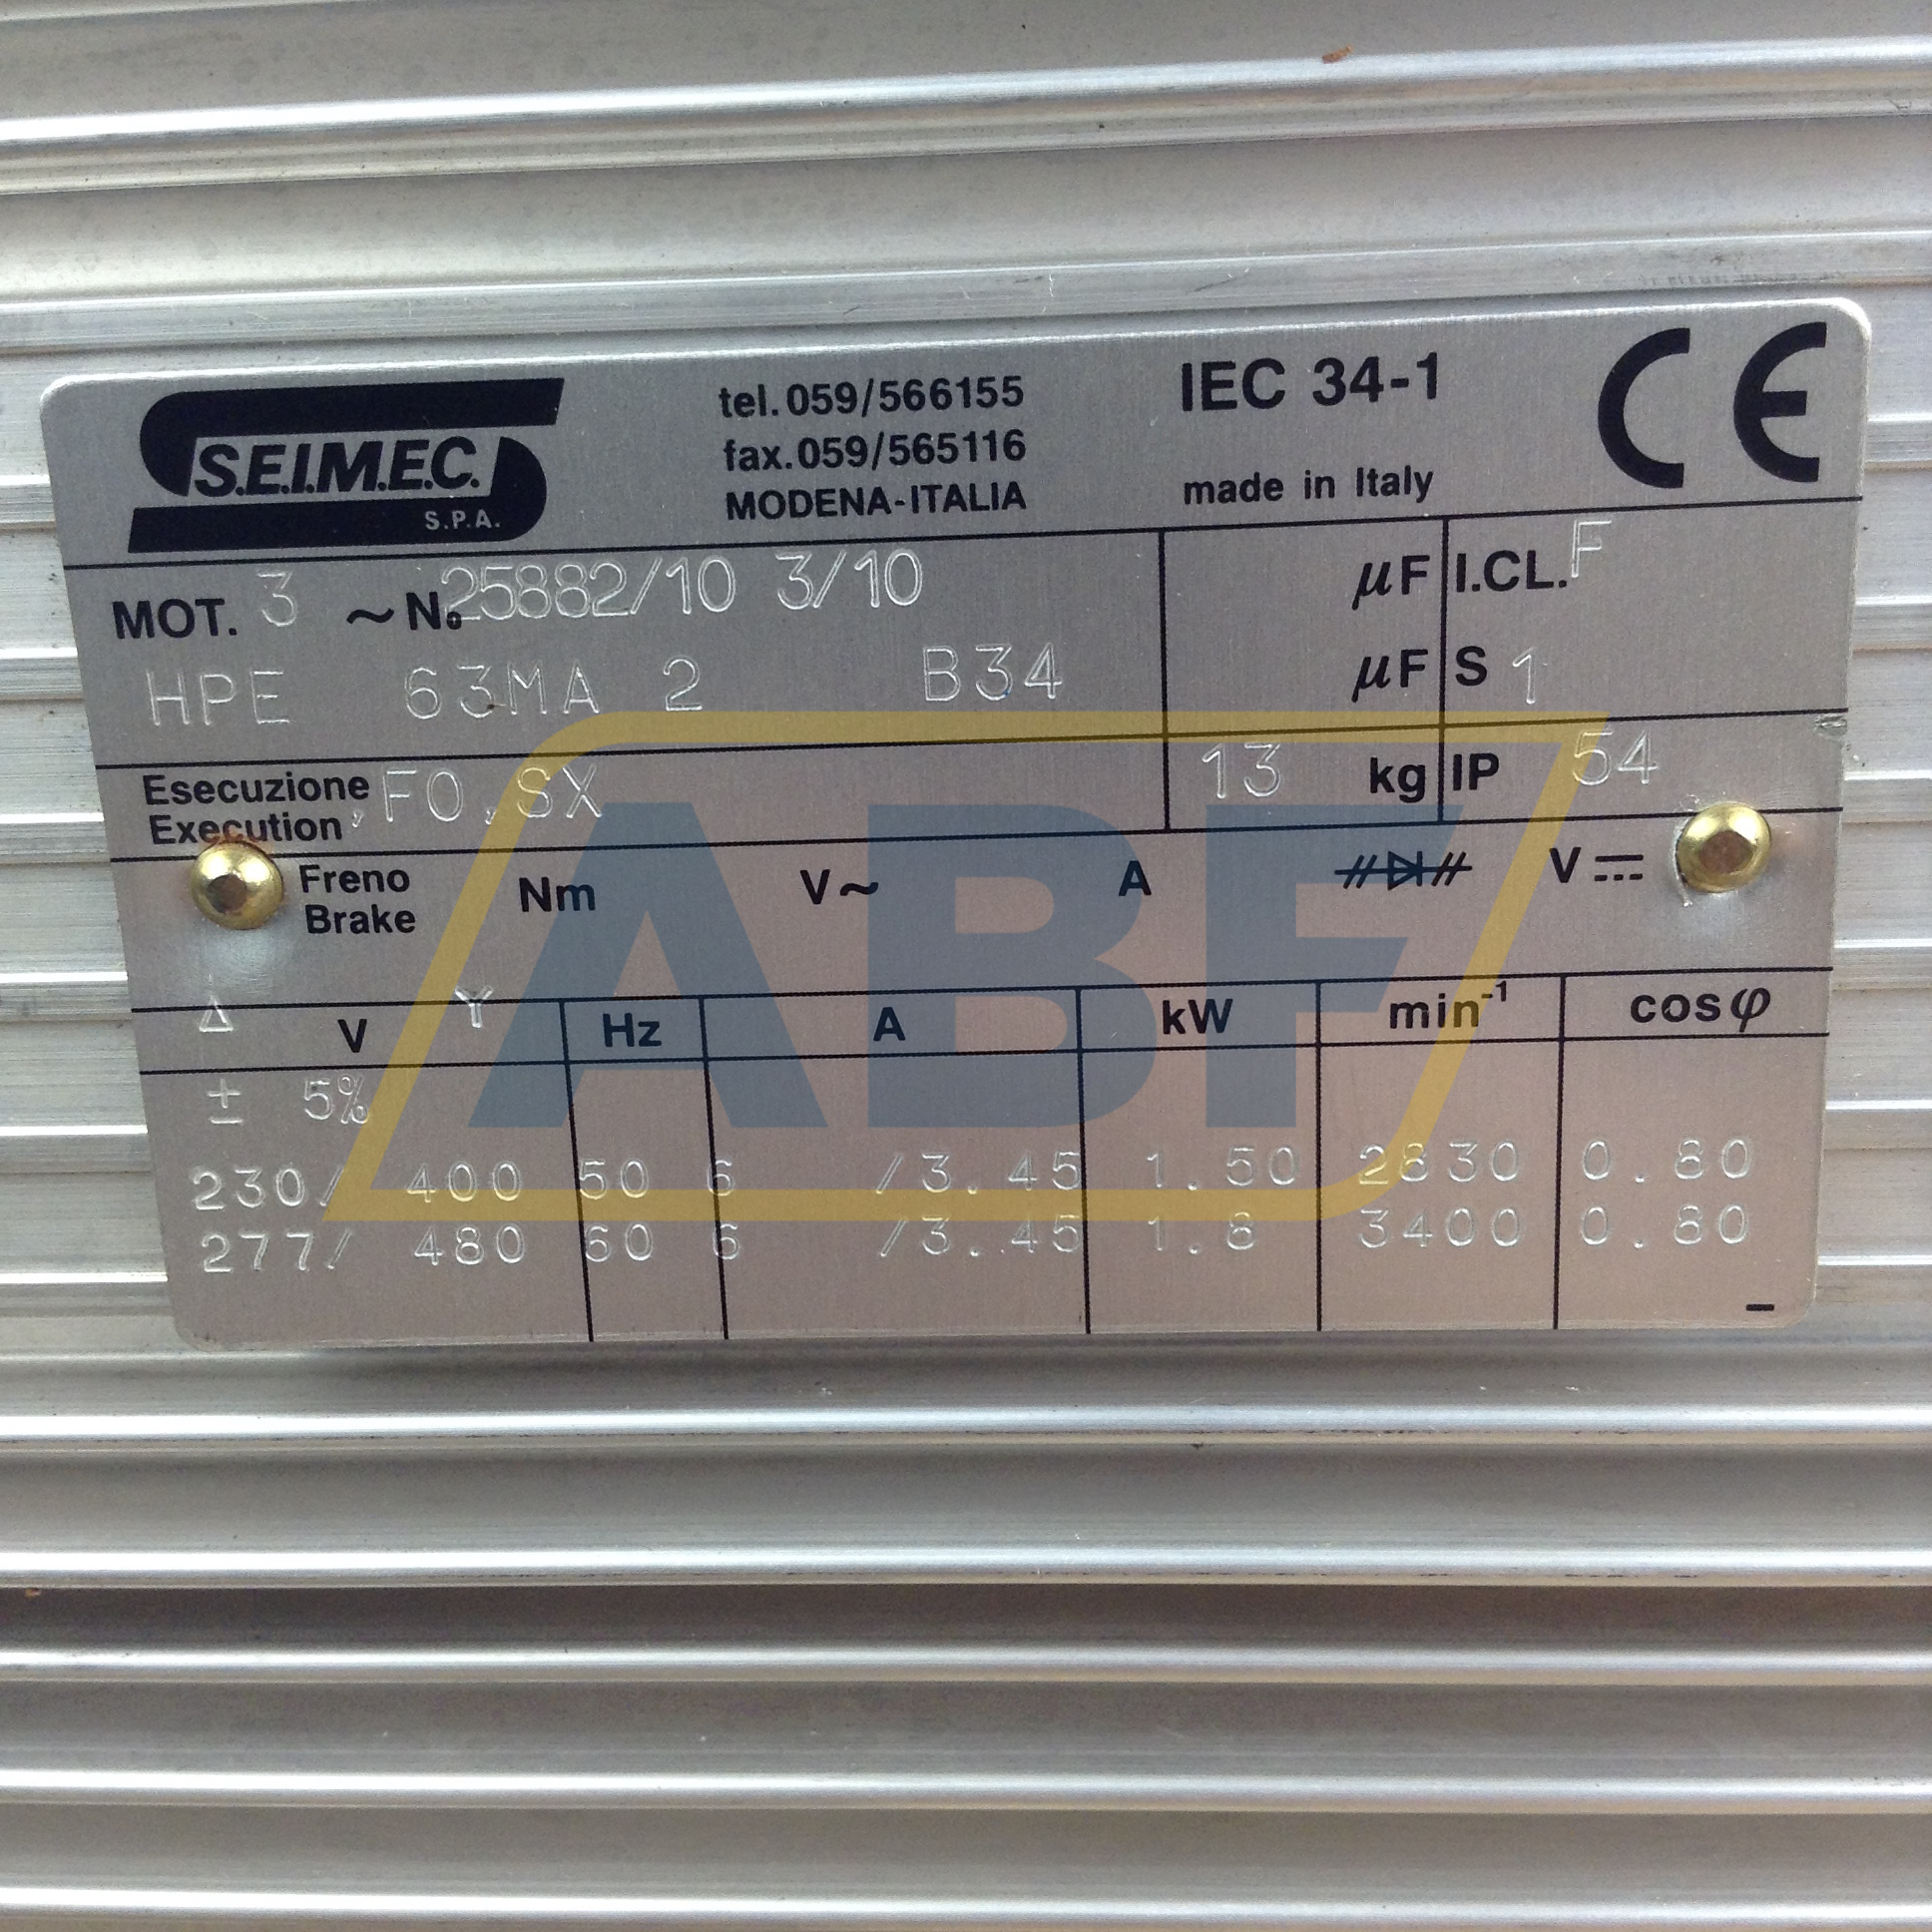 S.E.I.M.E.C.
S.P.A.
tel.059/566155
fax.059/565116
MODENA-ITALIA
IEC 34-1
made in Italy
CE
MOT. 3 ~ No 25882/10 3/10
HPE 63MA 2 B34
µF I.CL. F
µF S 1
Esecuzione
Execution ,FO,SX
13 kg IP 54
Freno
Brake
Nm V~ A V
Δ V Y Hz A kW min-1 cosφ
± 5%
230/ 400 50 6 /3.45 1.50 2830 0.80
277/ 480 60 6 /3.45 1.8 3400 0.80
ABF